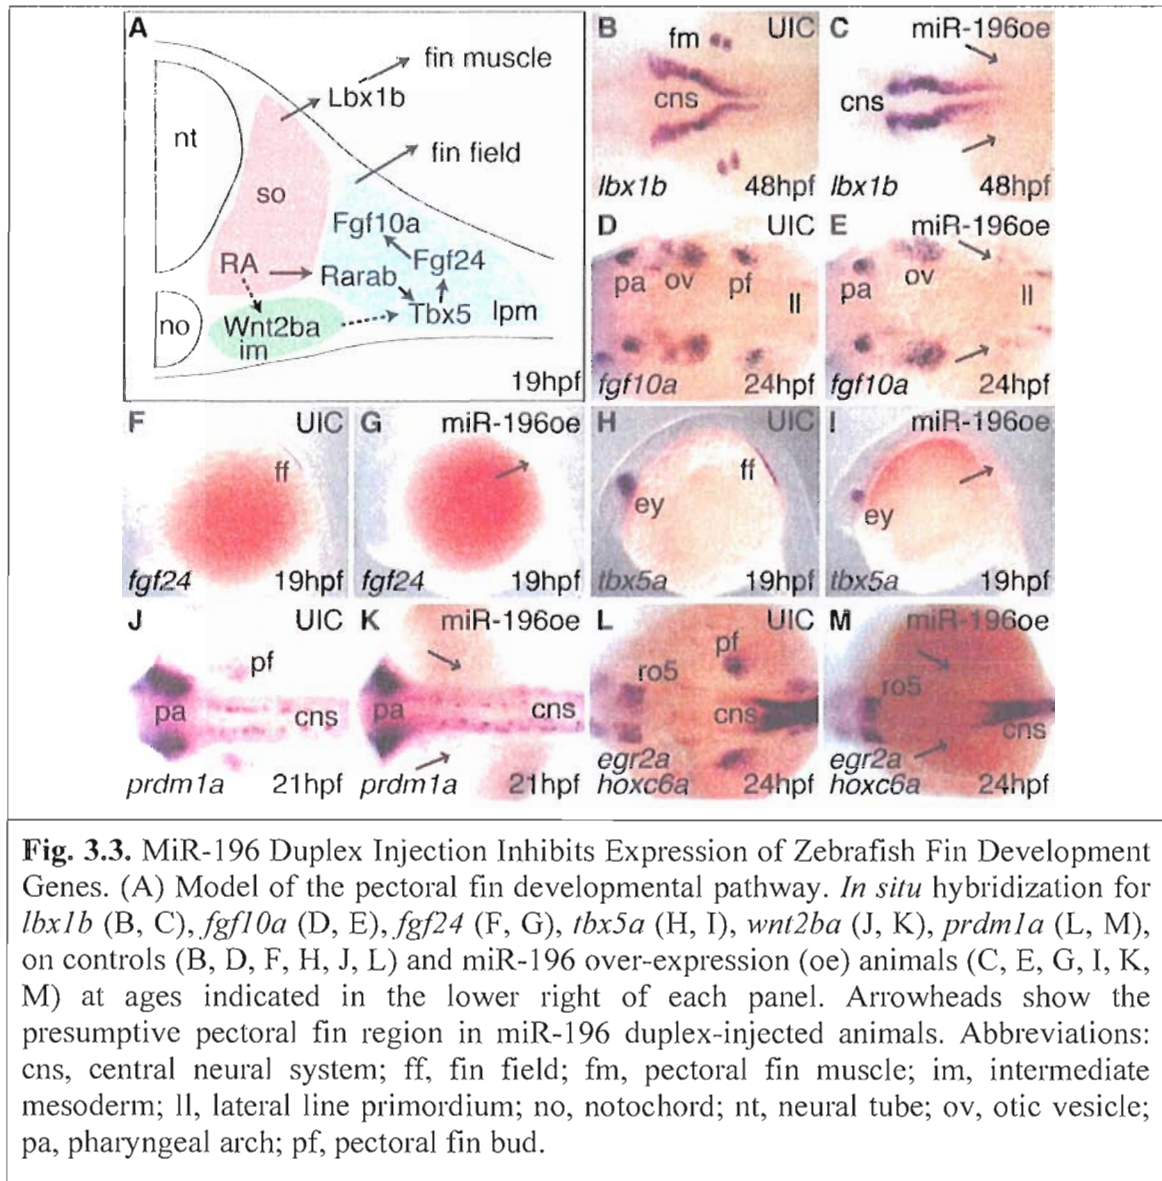 A
fin muscle
Lbx1b
nt
fin field
so
Fgf10a
Fgf24
RA
Rarab
Tbx5
lpm
no
Wnt2ba
im
19hpf
B
UIC
fm
cns
lbx1b
48hpf
C
miR-196oe
cns
lbx1b
48hpf
D
UIC
pa
ov
pf
ll
fgf10a
24hpf
E
miR-196oe
pa
ov
ll
fgf10a
24hpf
F
UIC
ff
fgf24
19hpf
G
miR-196oe
fgf24
19hpf
H
UIC
ff
ey
tbx5a
19hpf
I
miR-196oe
ey
tbx5a
19hpf
J
UIC
pf
pa
cns
prdm1a
21hpf
K
miR-196oe
pa
cns
prdm1a
21hpf
L
UIC
pf
ro5
cns
egr2a
hoxc6a
24hpf
M
miR-196oe
ro5
cns
egr2a
hoxc6a
24hpf
Fig. 3.3. MiR-196 Duplex Injection Inhibits Expression of Zebrafish Fin Development
Genes. (A) Model of the pectoral fin developmental pathway. In situ hybridization for
lbx1b (B, C), fgf10a (D, E), fgf24 (F, G), tbx5a (H, I), wnt2ba (J, K), prdm1a (L, M),
on controls (B, D, F, H, J, L) and miR-196 over-expression (oe) animals (C, E, G, I, K,
M) at ages indicated in the lower right of each panel. Arrowheads show the
presumptive pectoral fin region in miR-196 duplex-injected animals. Abbreviations:
cns, central neural system; ff, fin field; fm, pectoral fin muscle; im, intermediate
mesoderm; ll, lateral line primordium; no, notochord; nt, neural tube; ov, otic vesicle;
pa, pharyngeal arch; pf, pectoral fin bud.